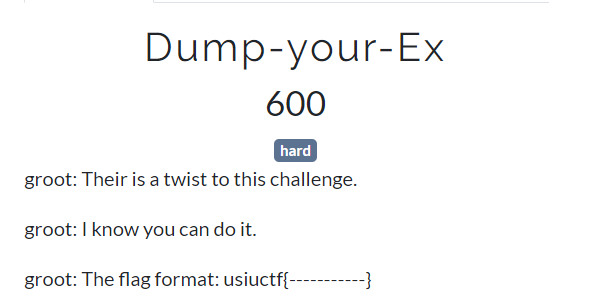 Dump-your-Ex
600
hard
groot: Their is a twist to this challenge.
groot: I know you can do it.
groot: The flag format: usiuctf{-----------}